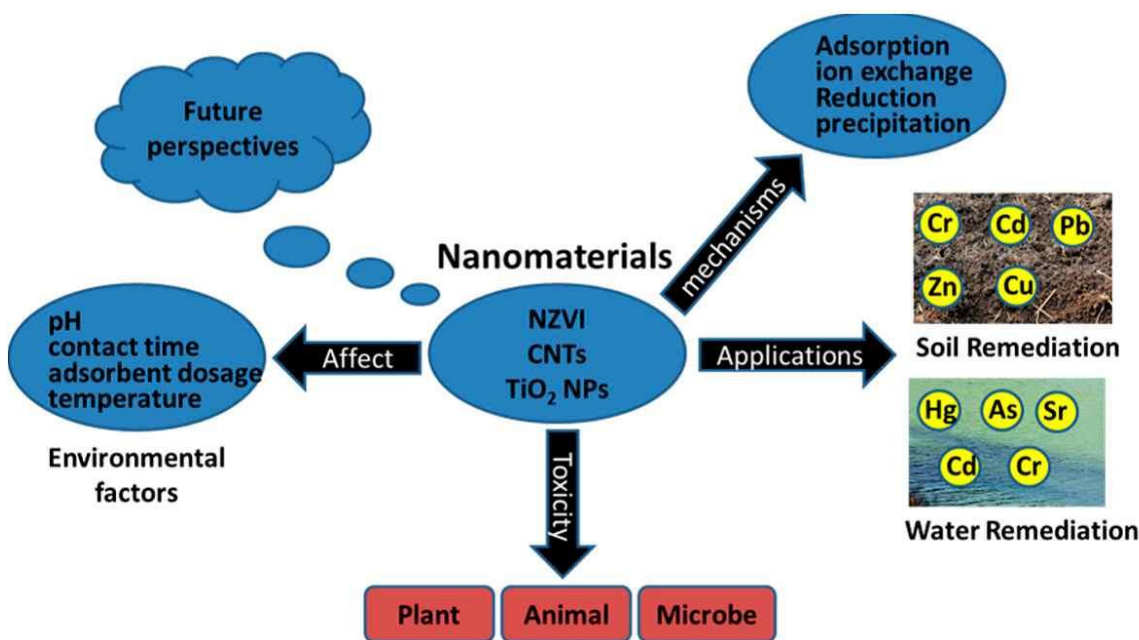 Future
perspectives
Adsorption
ion exchange
Reduction
precipitation
mechanisms
Nanomaterials
NZVI
CNTs
TiO₂ NPs
Affect
pH
contact time
adsorbent dosage
temperature
Environmental
factors
Applications
Cr Cd Pb
Zn Cu
Soil Remediation
Hg As Sr
Cd Cr
Water Remediation
Toxicity
Plant Animal Microbe